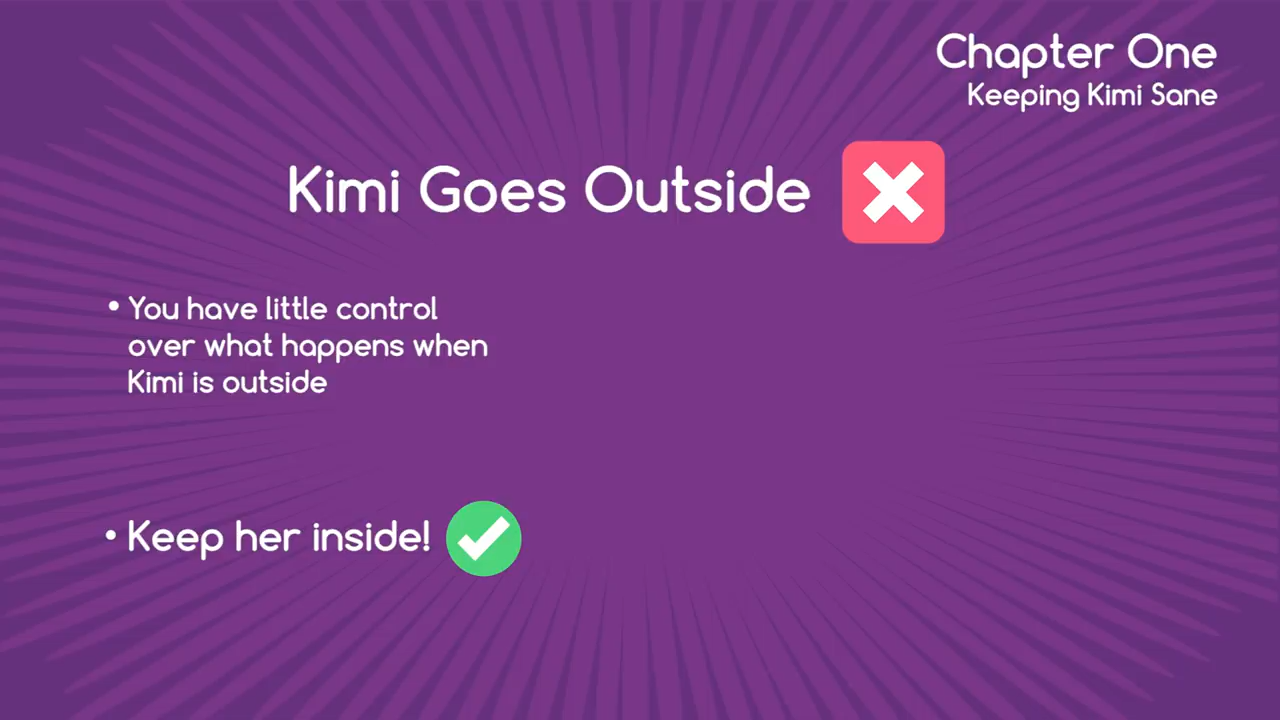 Chapter One
Keeping Kimi Sane
Kimi Goes Outside
• You have little control
over what happens when
Kimi is outside
• Keep her inside!